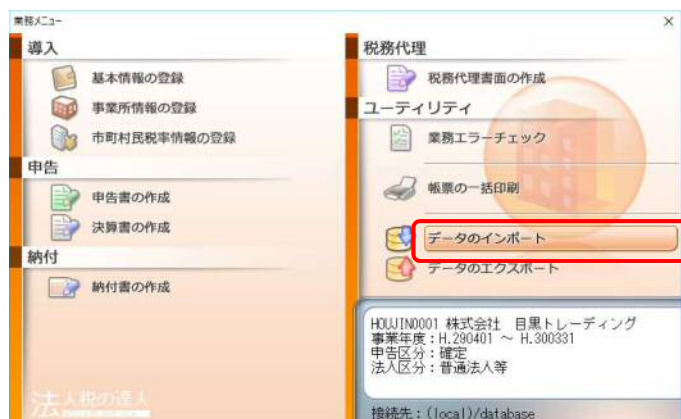 業務メニュー
導入
基本情報の登録
事業所情報の登録
市町村民税率情報の登録
申告
申告書の作成
決算書の作成
納付
納付書の作成
法人税の達人
税務代理
税務代理書面の作成
ユーティリティ
業務エラーチェック
帳票の一括印刷
データのインポート
データのエクスポート
HOUJIN0001 株式会社　目黒トレーディング
事業年度：H.290401 ～ H.300331
申告区分：確定
法人区分：普通法人等
接続先：(local)/database